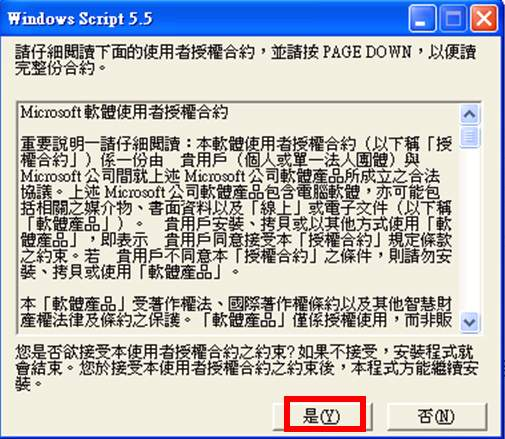 Windows Script 5.5
請仔細閱讀下面的使用者授權合約，並請按 PAGE DOWN，以便讀
完整份合約。
Microsoft 軟體使用者授權合約
重要說明－請仔細閱讀：本軟體使用者授權合約（以下稱「授
權合約」）係一份由　貴用戶（個人或單一法人團體）與
Microsoft 公司間就上述 Microsoft 公司軟體產品所成立之合法
協議。上述 Microsoft 公司軟體產品包含電腦軟體，亦可能包
括相關之媒介物、書面資料以及「線上」或電子文件（以下稱
「軟體產品」）。　貴用戶安裝、拷貝或以其他方式使用「軟
體產品」，即表示　貴用戶同意接受本「授權合約」規定條款
之約束。若　貴用戶不同意本「授權合約」之條件，則請勿安
裝、拷貝或使用「軟體產品」。
本「軟體產品」受著作權法、國際著作權條約以及其他智慧財
產權法律及條約之保護。「軟體產品」僅係授權使用，而非販
您是否欲接受本使用者授權合約之約束?如果不接受，安裝程式就
會結束。您於接受本使用者授權合約之約束後，本程式方能繼續安
裝。
是(Y)
否(N)